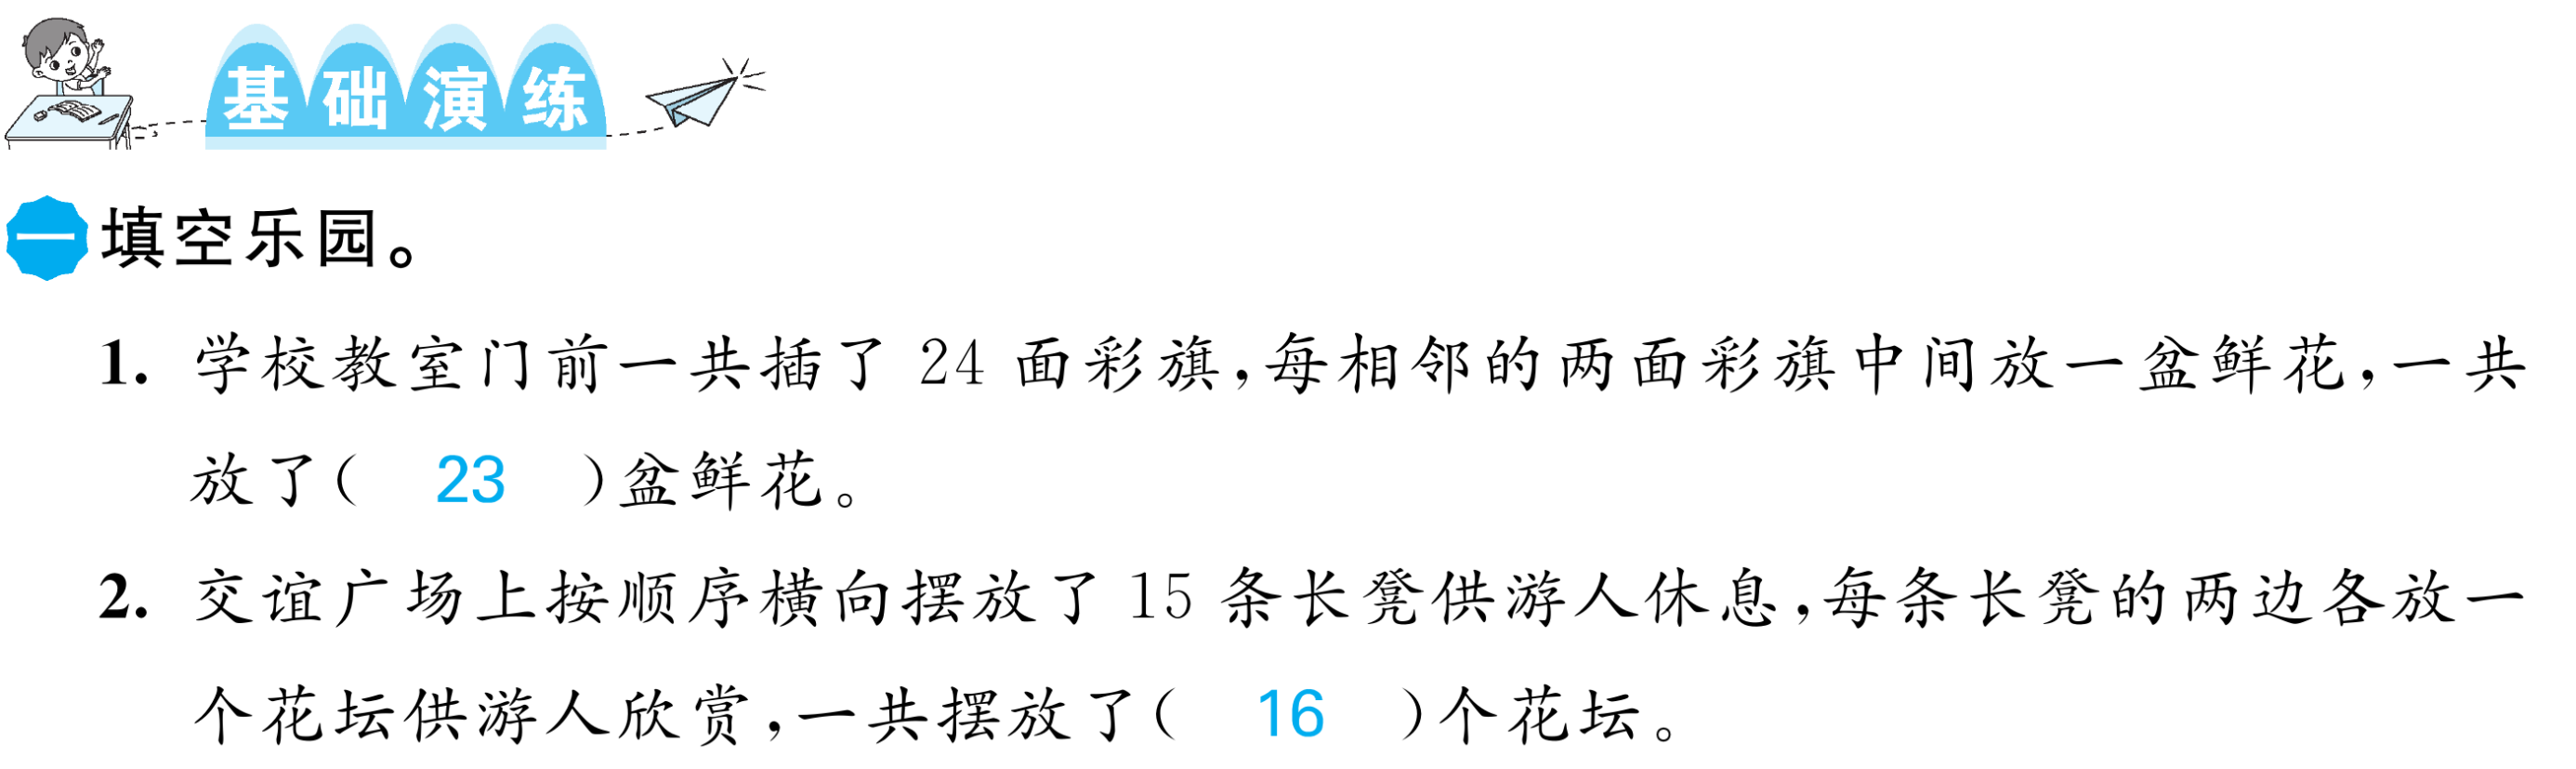 基础演练
一 填空乐园。
1. 学校教室门前一共插了 24 面彩旗,每相邻的两面彩旗中间放一盆鲜花,一共
放了( 23 )盆鲜花。
2. 交谊广场上按顺序横向摆放了 15 条长凳供游人休息,每条长凳的两边各放一
个花坛供游人欣赏,一共摆放了( 16 )个花坛。